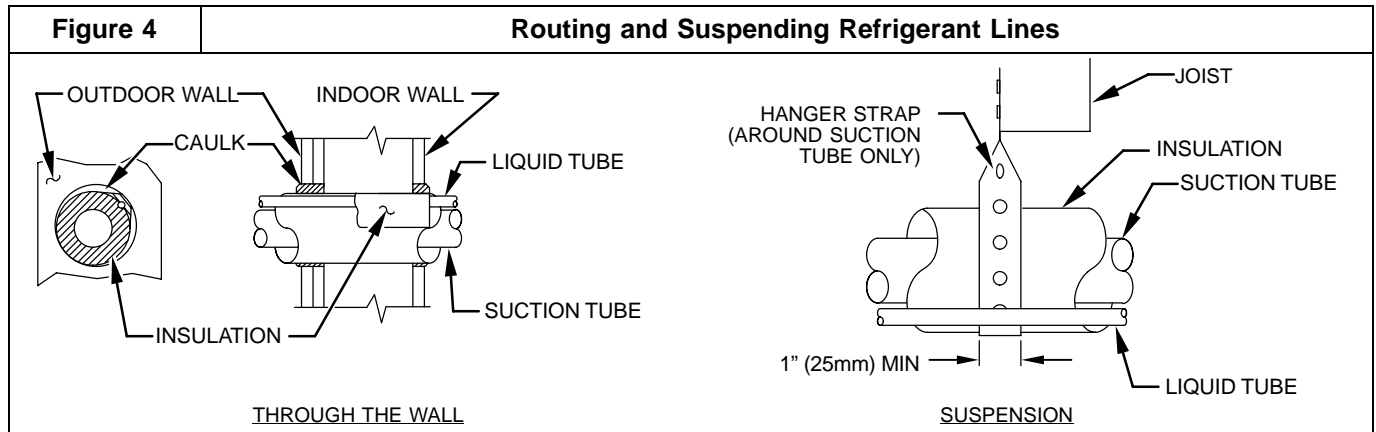 Figure 4
Routing and Suspending Refrigerant Lines
OUTDOOR WALL
INDOOR WALL
CAULK
LIQUID TUBE
SUCTION TUBE
INSULATION
THROUGH THE WALL
JOIST
HANGER STRAP
(AROUND SUCTION
TUBE ONLY)
INSULATION
SUCTION TUBE
1” (25mm) MIN
LIQUID TUBE
SUSPENSION